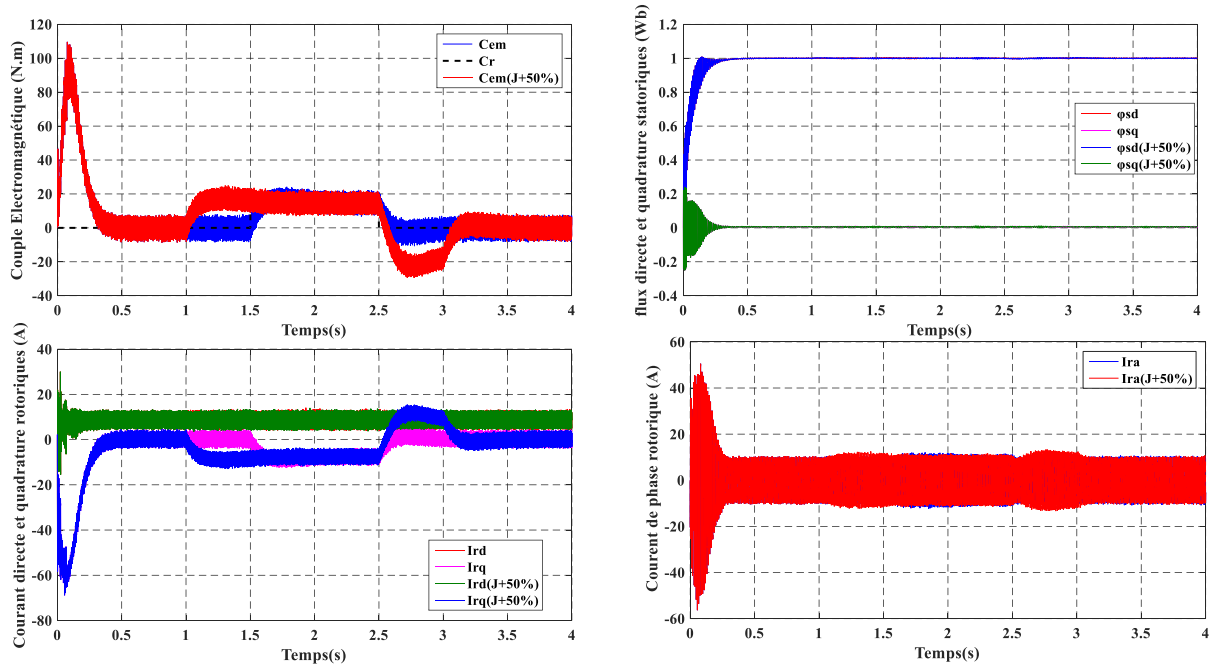 Couple Electromagnétique (N.m)
120
100
80
60
40
20
0
-20
-40
Cem
Cr
Cem(J+50%)
0 0.5 1 1.5 2 2.5 3 3.5 4
Temps(s)
flux directe et quadrature statoriques (Wb)
1.2
1
0.8
0.6
0.4
0.2
0
-0.2
-0.4
φsd
φsq
φsd(J+50%)
φsq(J+50%)
0 0.5 1 1.5 2 2.5 3 3.5 4
Temps(s)
Courant directe et quadrature rotoriques (A)
40
20
0
-20
-40
-60
-80
Ird
Irq
Ird(J+50%)
Irq(J+50%)
0 0.5 1 1.5 2 2.5 3 3.5 4
Temps(s)
Courent de phase rotorique (A)
60
40
20
0
-20
-40
-60
Ira
Ira(J+50%)
0 0.5 1 1.5 2 2.5 3 3.5 4
Temps(s)